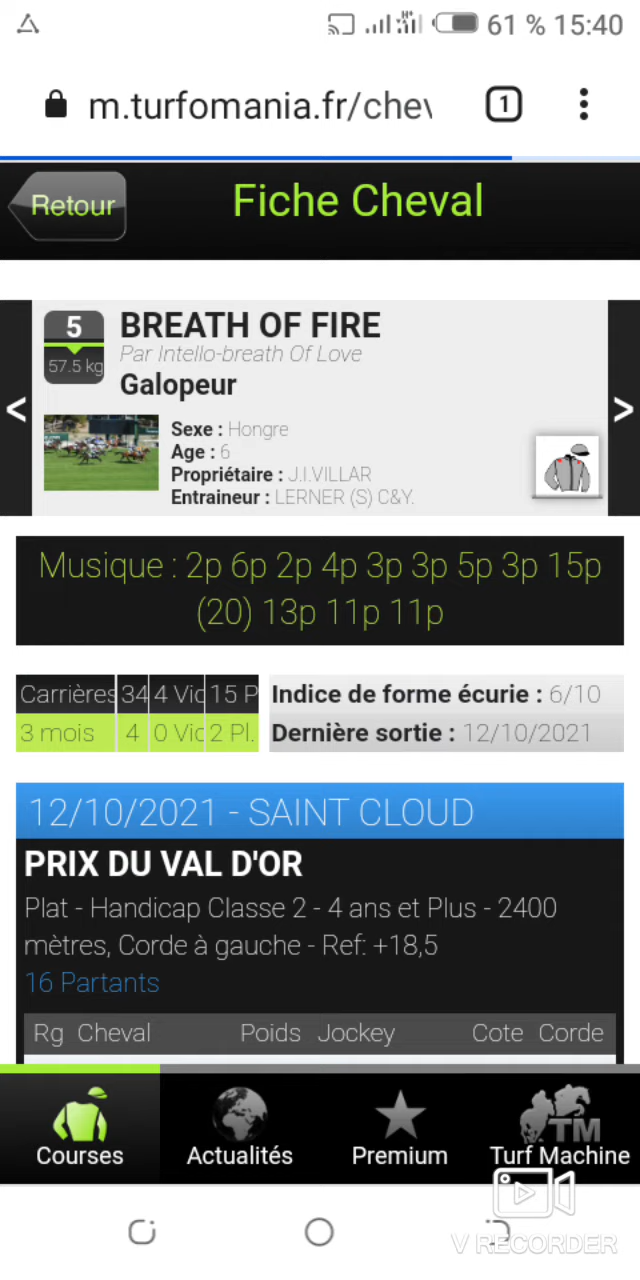 61 % 15:40
m.turfomania.fr/chev
1
Retour
Fiche Cheval
5
57.5 kg
BREATH OF FIRE
Par Intello-breath Of Love
Galopeur
Sexe : Hongre
Age : 6
Propriétaire : J.I.VILLAR
Entraineur : LERNER (S) C&Y.
<
>
Musique : 2p 6p 2p 4p 3p 3p 5p 3p 15p
(20) 13p 11p 11p
Carrières 34 4 Vic 15 P
3 mois 4 0 Vic 2 Pl.
Indice de forme écurie : 6/10
Dernière sortie : 12/10/2021
12/10/2021 - SAINT CLOUD
PRIX DU VAL D'OR
Plat - Handicap Classe 2 - 4 ans et Plus - 2400
mètres, Corde à gauche - Ref: +18,5
16 Partants
Rg Cheval Poids Jockey Cote Corde
Courses
Actualités
Premium
TM
Turf Machine
V RECORDER